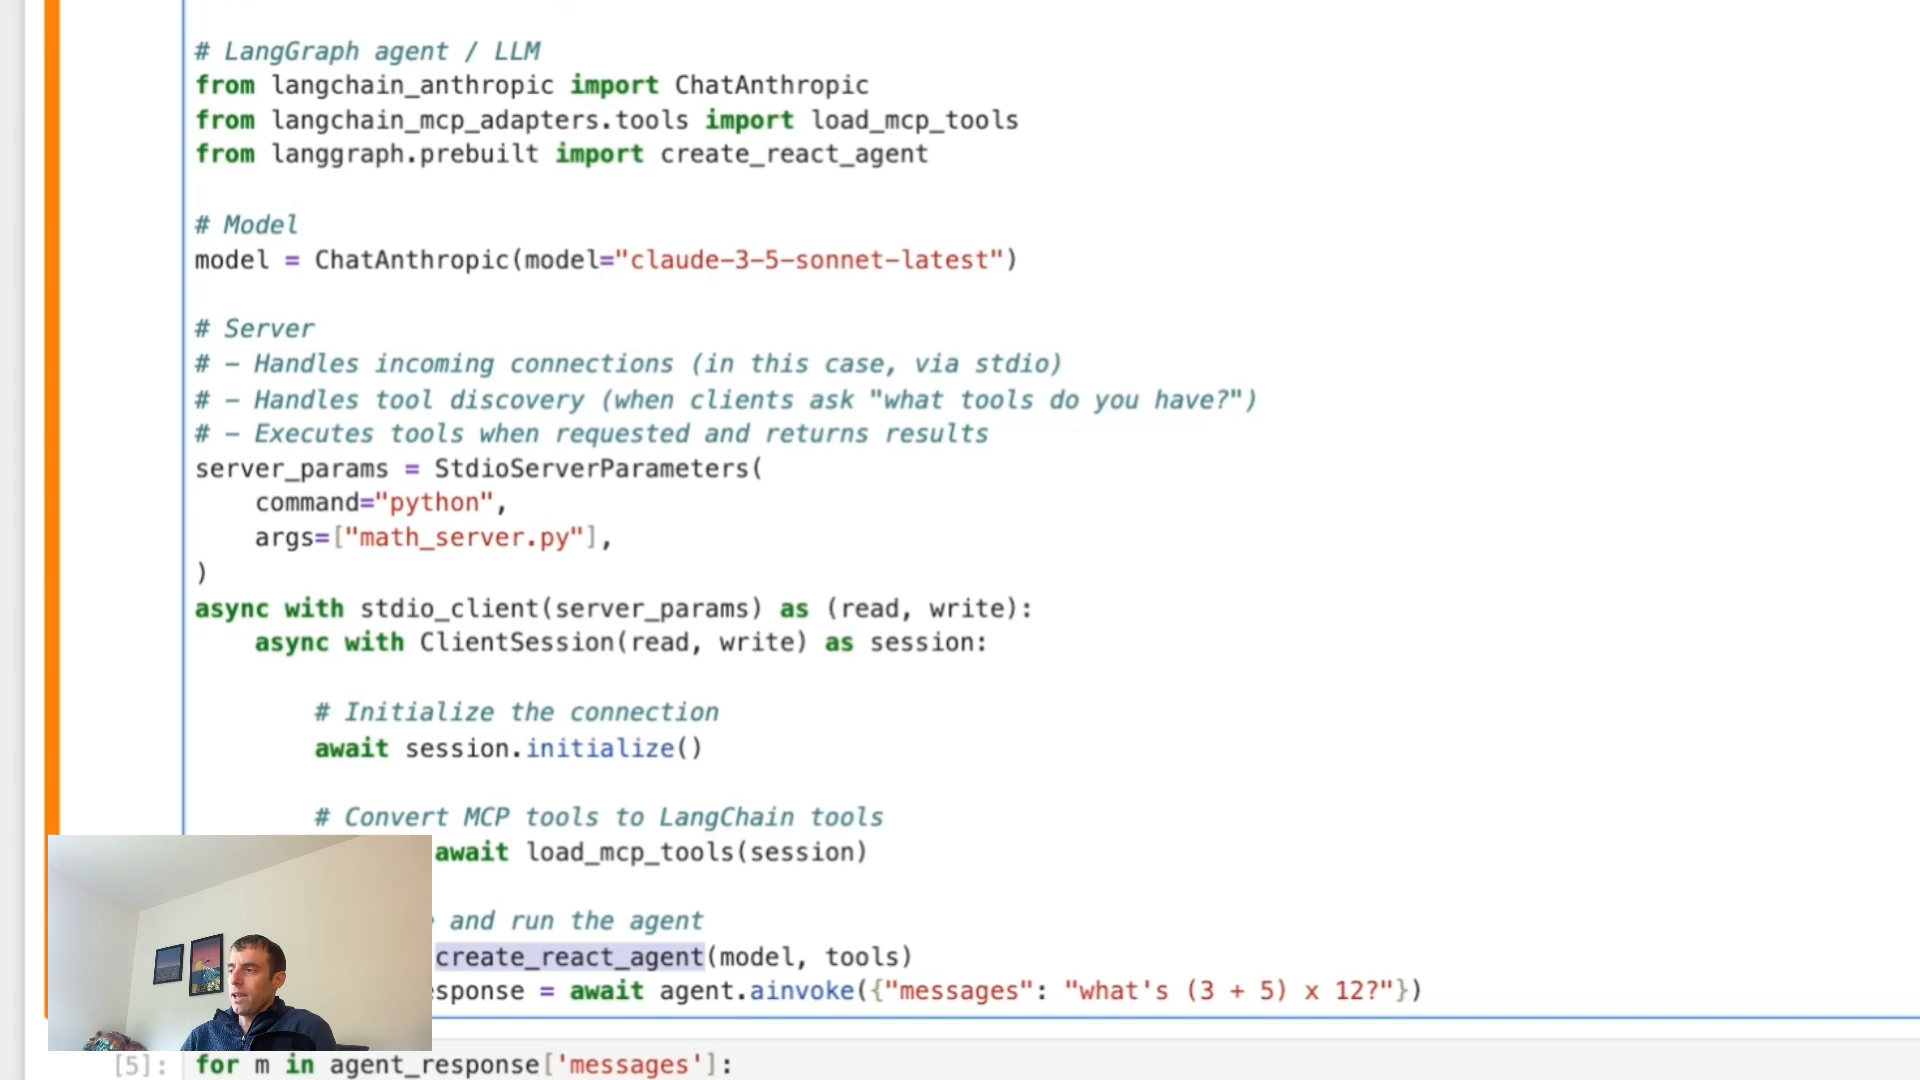 # LangGraph agent / LLM
from langchain_anthropic import ChatAnthropic
from langchain_mcp_adapters.tools import load_mcp_tools
from langgraph.prebuilt import create_react_agent
# Model
model = ChatAnthropic(model="claude-3-5-sonnet-latest")
# Server
# – Handles incoming connections (in this case, via stdio)
# – Handles tool discovery (when clients ask "what tools do you have?")
# – Executes tools when requested and returns results
server_params = StdioServerParameters(
    command="python",
    args=["math_server.py"],
)
async with stdio_client(server_params) as (read, write):
    async with ClientSession(read, write) as session:
        # Initialize the connection
        await session.initialize()
        # Convert MCP tools to LangChain tools
await load_mcp_tools(session)
and run the agent
create_react_agent(model, tools)
sponse = await agent.ainvoke({"messages": "what's (3 + 5) x 12?"})
[5]: for m in agent_response['messages']: